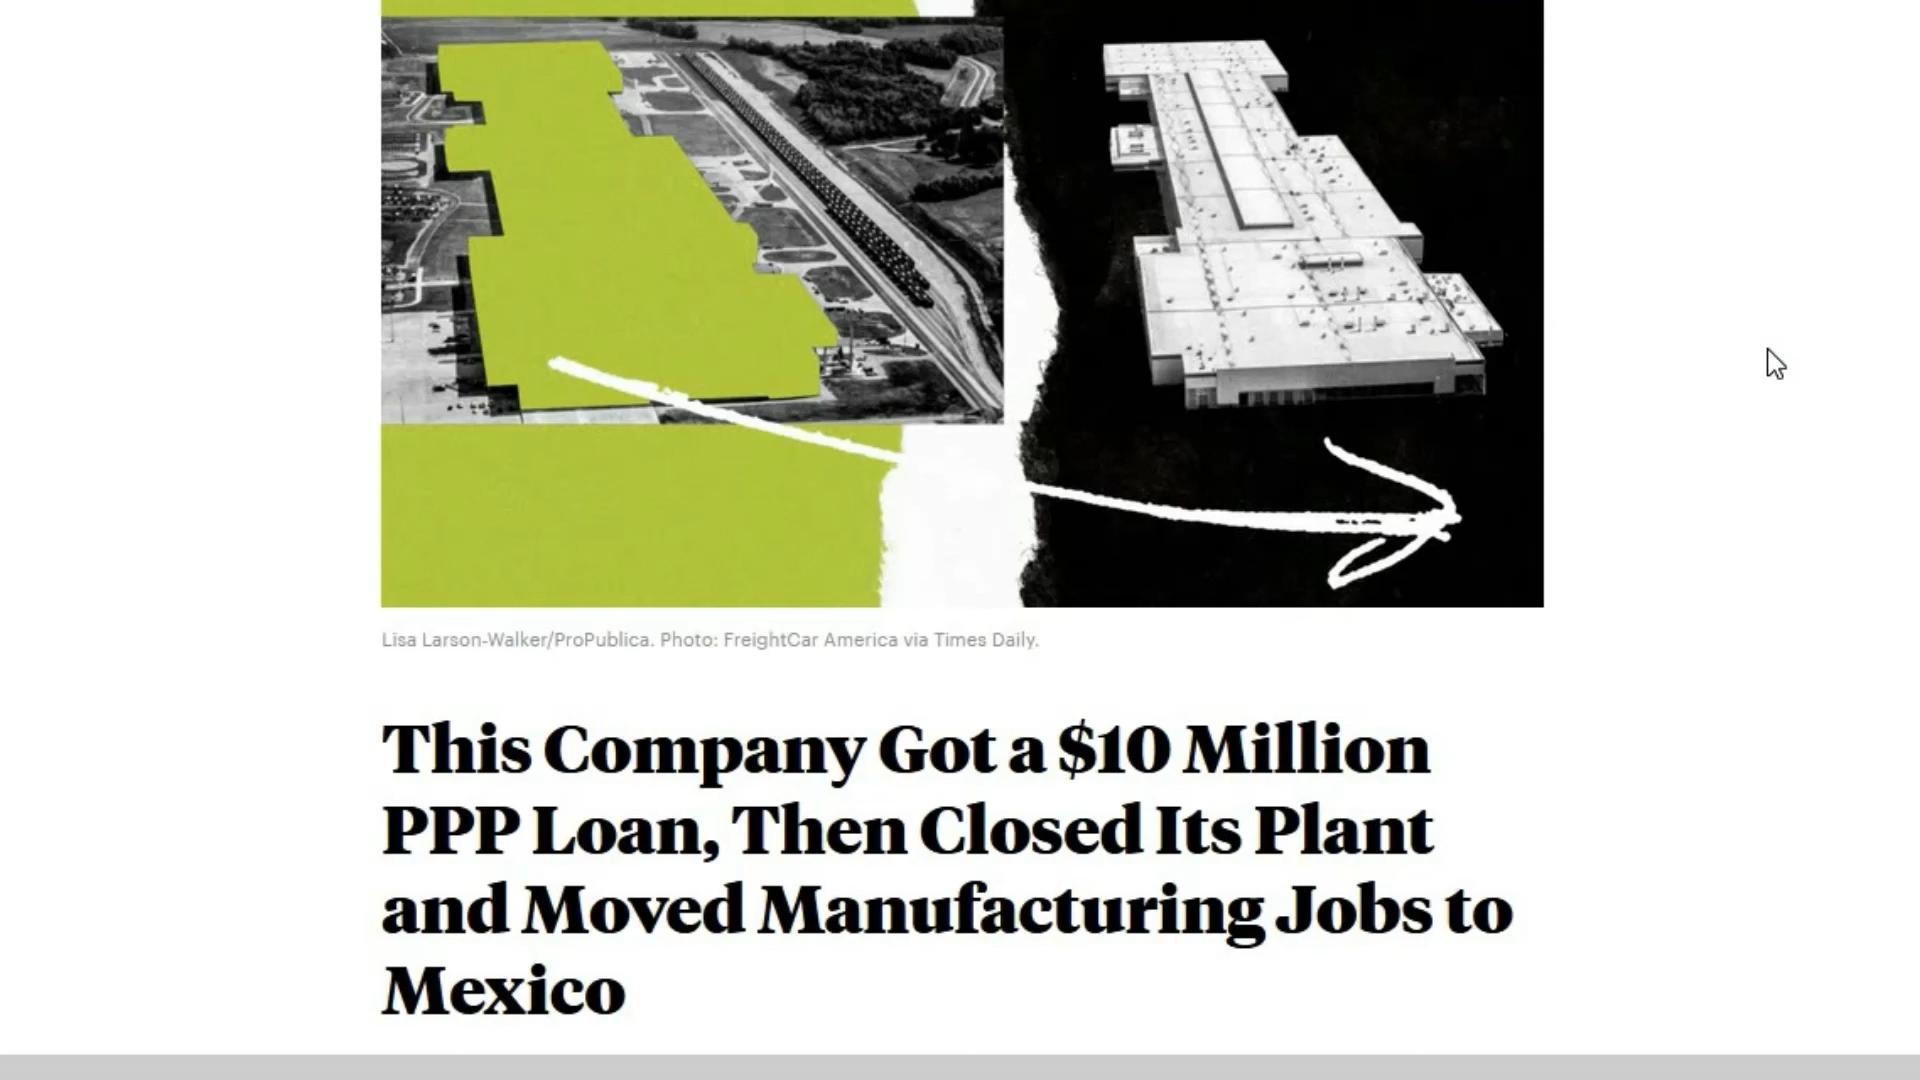 Lisa Larson-Walker/ProPublica. Photo: FreightCar America via Times Daily.
This Company Got a $10 Million
PPP Loan, Then Closed Its Plant
and Moved Manufacturing Jobs to
Mexico